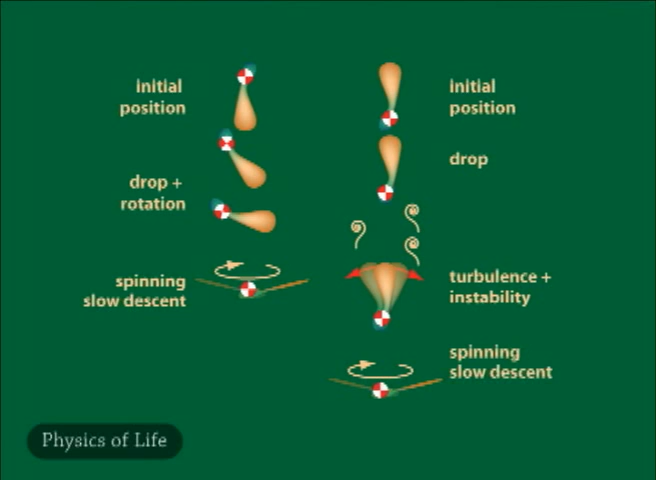 initial
position
drop +
rotation
spinning
slow descent
initial
position
drop
turbulence +
instability
spinning
slow descent
Physics of Life